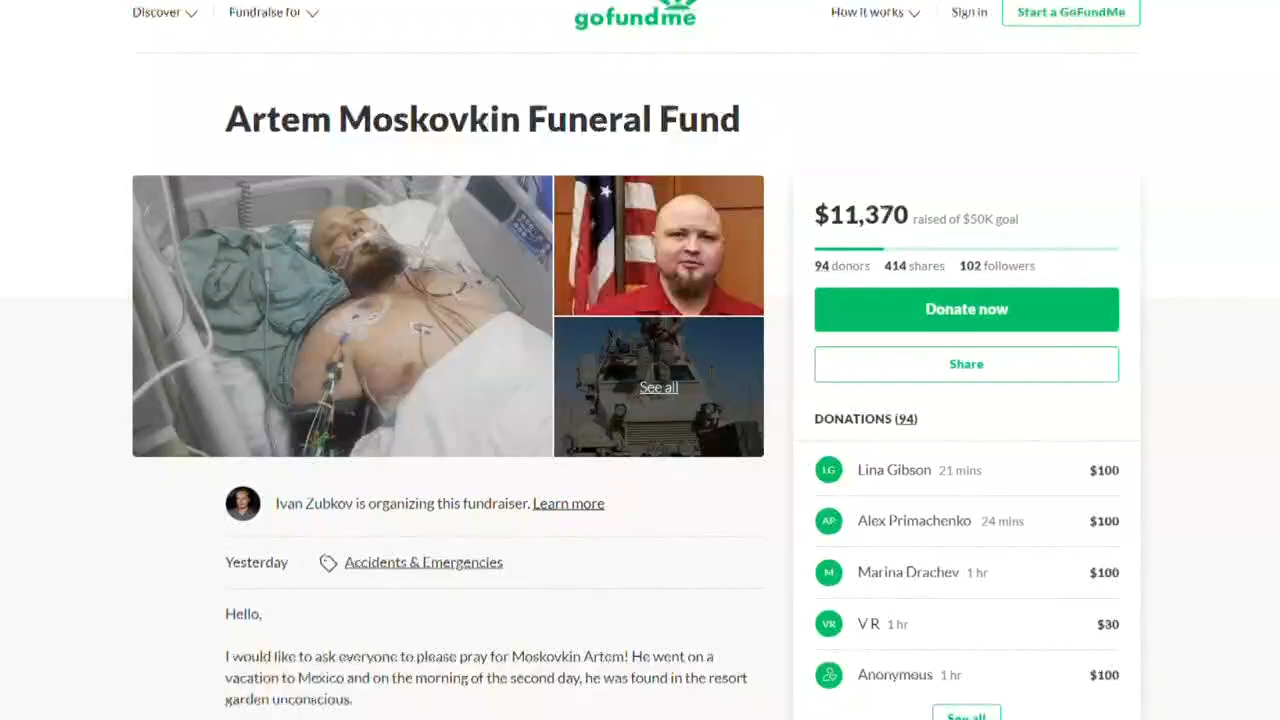 Discover
Fundraise for
gofundme
How it works
Sign in
Start a GoFundMe
Artem Moskovkin Funeral Fund
See all
$11,370 raised of $50K goal
94 donors 414 shares 102 followers
Donate now
Share
DONATIONS (94)
LG Lina Gibson 21 mins $100
AP Alex Primachenko 24 mins $100
M Marina Drachev 1 hr $100
VR V R 1 hr $30
Anonymous 1 hr $100
See all
Ivan Zubkov is organizing this fundraiser. Learn more
Yesterday Accidents & Emergencies
Hello,
I would like to ask everyone to please pray for Moskovkin Artem! He went on a
vacation to Mexico and on the morning of the second day, he was found in the resort
garden unconscious.